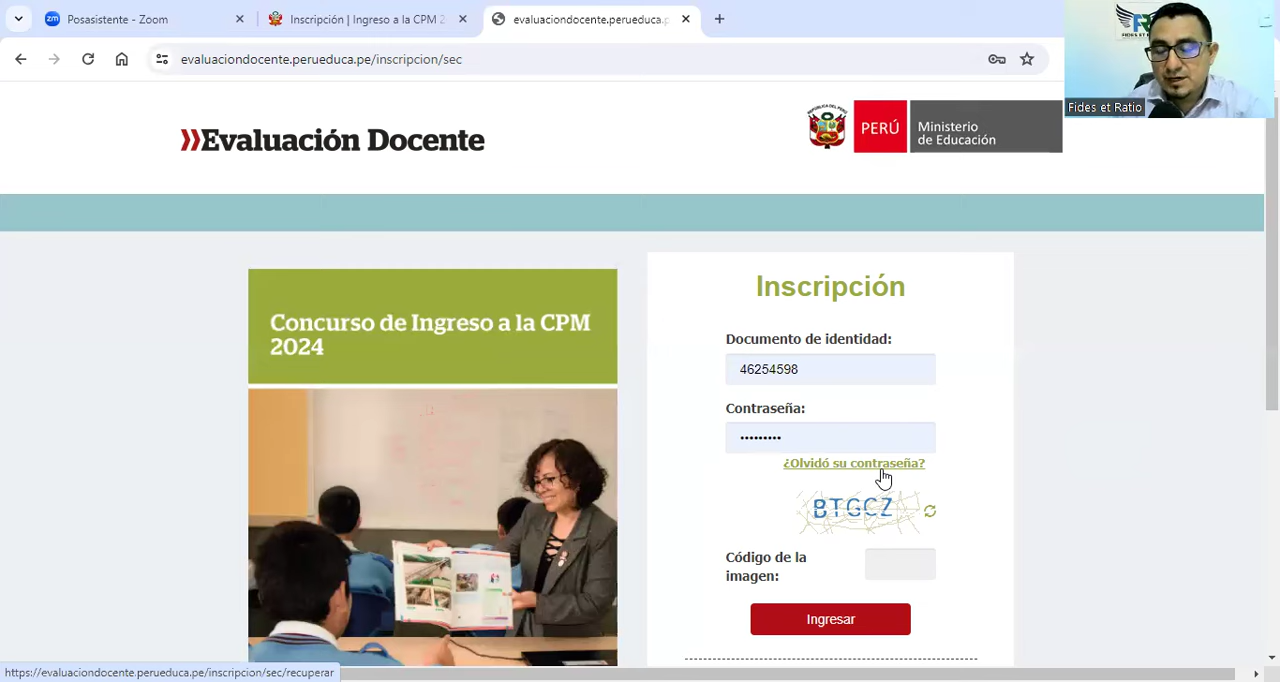 Posasistente - Zoom
Inscripción | Ingreso a la CPM 2
evaluaciondocente.perueduca.p
evaluaciondocente.perueduca.pe/inscripcion/sec
Fides et Ratio
»Evaluación Docente
PERÚ
Ministerio
de Educación
Concurso de Ingreso a la CPM
2024
Inscripción
Documento de identidad:
46254598
Contraseña:
•••••••••
¿Olvidó su contraseña?
BTGCZ
Código de la
imagen:
Ingresar
https://evaluaciondocente.perueduca.pe/inscripcion/sec/recuperar